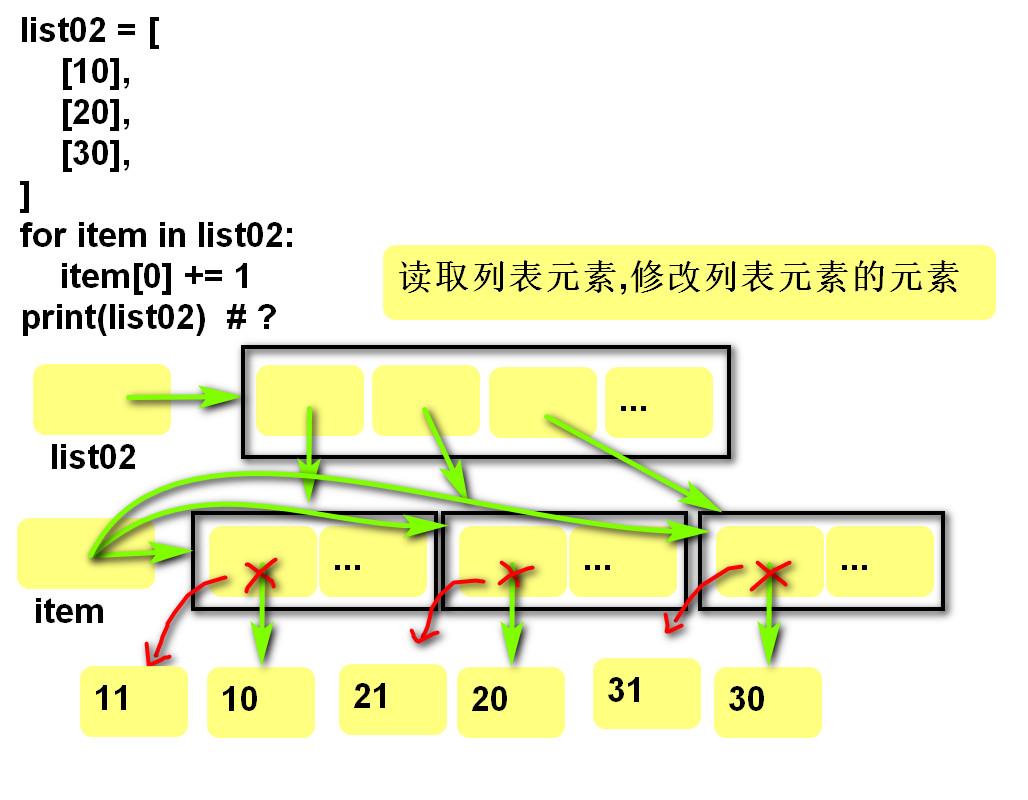 list02 = [
[10],
[20],
[30],
]
for item in list02:
item[0] += 1
print(list02) # ?
读取列表元素,修改列表元素的元素
...
list02
... ... ...
item
11 10 21 20 31 30